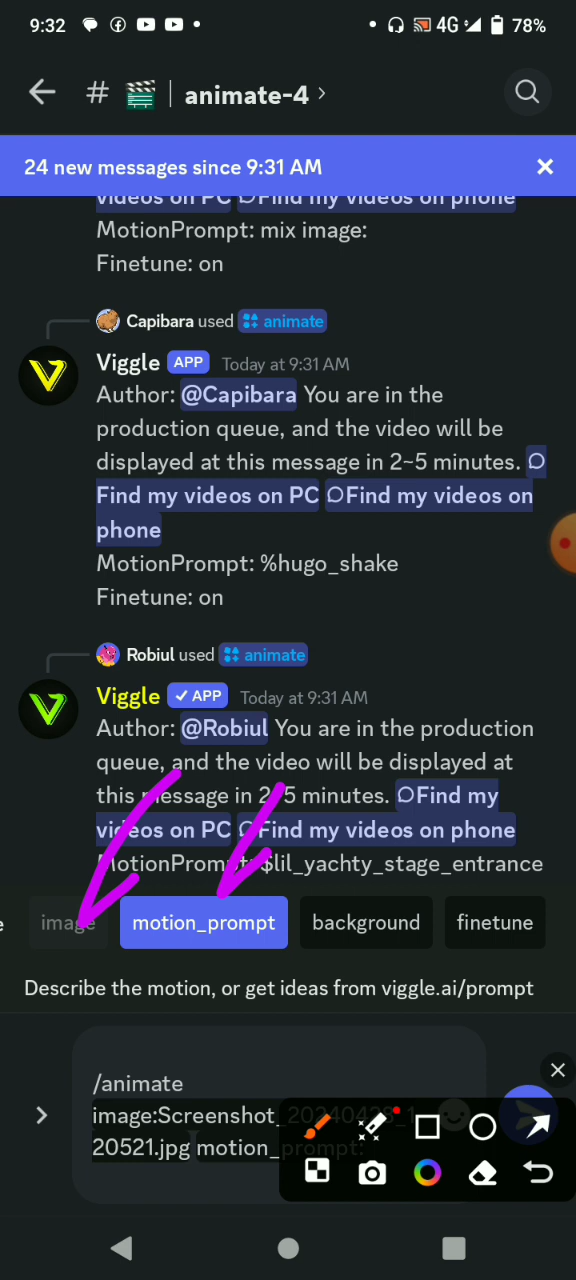 9:32
4G
78%
# | animate-4 ›
24 new messages since 9:31 AM
videos on PC Find my videos on phone
MotionPrompt: mix image:
Finetune: on
Capibara used animate
Viggle APP Today at 9:31 AM
Author: @Capibara You are in the
production queue, and the video will be
displayed at this message in 2~5 minutes.
Find my videos on PC Find my videos on
phone
MotionPrompt: %hugo_shake
Finetune: on
Robiul used animate
Viggle ✓ APP Today at 9:31 AM
Author: @Robiul You are in the production
queue, and the video will be displayed at
this message in 2~5 minutes. Find my
videos on PC Find my videos on phone
MotionPrompt: $lil_yachty_stage_entrance
e
image
motion_prompt
background
finetune
Describe the motion, or get ideas from viggle.ai/prompt
/animate
image:Screenshot_20240428_1
20521.jpg motion_prompt: